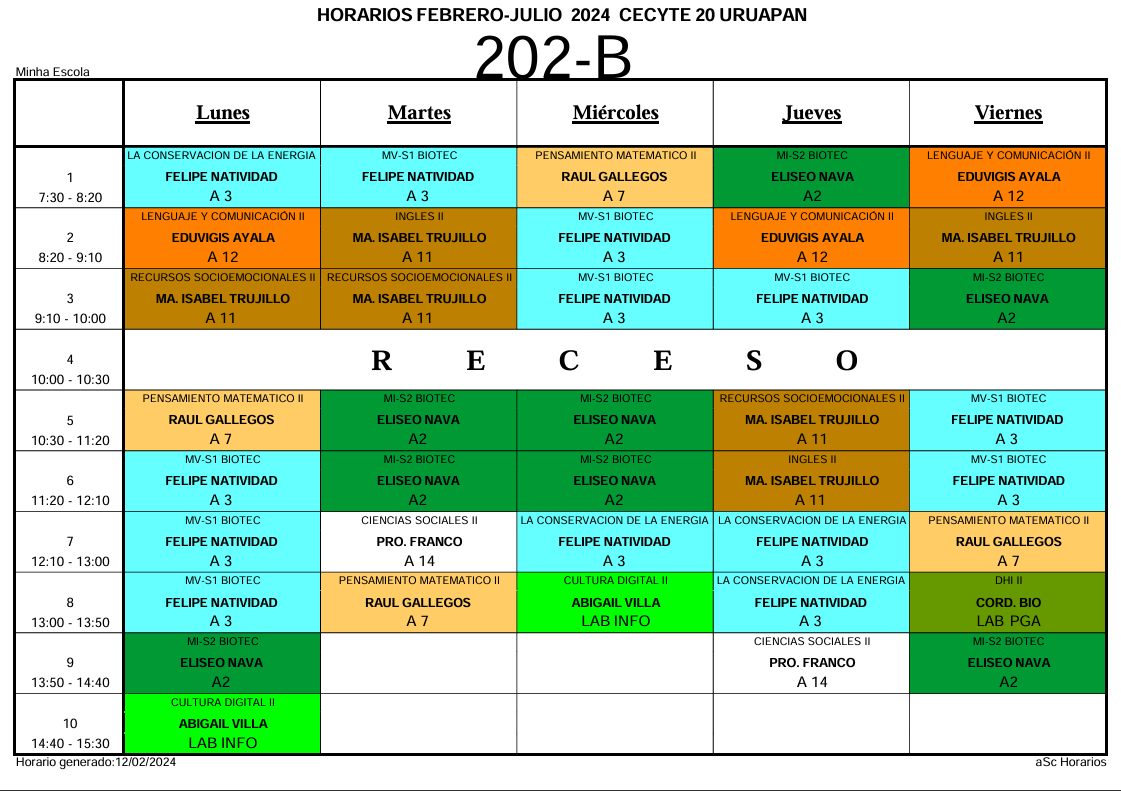 HORARIOS FEBRERO-JULIO 2024 CECYTE 20 URUAPAN
202-B
Minha Escola
Lunes Martes Miércoles Jueves Viernes
LA CONSERVACION DE LA ENERGIA MV-S1 BIOTEC PENSAMIENTO MATEMATICO II MI-S2 BIOTEC LENGUAJE Y COMUNICACIÓN II
1 FELIPE NATIVIDAD FELIPE NATIVIDAD RAUL GALLEGOS ELISEO NAVA EDUVIGIS AYALA
7:30 - 8:20 A 3 A 3 A 7 A2 A 12
LENGUAJE Y COMUNICACIÓN II INGLES II MV-S1 BIOTEC LENGUAJE Y COMUNICACIÓN II INGLES II
2 EDUVIGIS AYALA MA. ISABEL TRUJILLO FELIPE NATIVIDAD EDUVIGIS AYALA MA. ISABEL TRUJILLO
8:20 - 9:10 A 12 A 11 A 3 A 12 A 11
RECURSOS SOCIOEMOCIONALES II RECURSOS SOCIOEMOCIONALES II MV-S1 BIOTEC MV-S1 BIOTEC MI-S2 BIOTEC
3 MA. ISABEL TRUJILLO MA. ISABEL TRUJILLO FELIPE NATIVIDAD FELIPE NATIVIDAD ELISEO NAVA
9:10 - 10:00 A 11 A 11 A 3 A 3 A2
4 R E C E S O
10:00 - 10:30
PENSAMIENTO MATEMATICO II MI-S2 BIOTEC MI-S2 BIOTEC RECURSOS SOCIOEMOCIONALES II MV-S1 BIOTEC
5 RAUL GALLEGOS ELISEO NAVA ELISEO NAVA MA. ISABEL TRUJILLO FELIPE NATIVIDAD
10:30 - 11:20 A 7 A2 A2 A 11 A 3
MV-S1 BIOTEC MI-S2 BIOTEC MI-S2 BIOTEC INGLES II MV-S1 BIOTEC
6 FELIPE NATIVIDAD ELISEO NAVA ELISEO NAVA MA. ISABEL TRUJILLO FELIPE NATIVIDAD
11:20 - 12:10 A 3 A2 A2 A 11 A 3
MV-S1 BIOTEC CIENCIAS SOCIALES II LA CONSERVACION DE LA ENERGIA LA CONSERVACION DE LA ENERGIA PENSAMIENTO MATEMATICO II
7 FELIPE NATIVIDAD PRO. FRANCO FELIPE NATIVIDAD FELIPE NATIVIDAD RAUL GALLEGOS
12:10 - 13:00 A 3 A 14 A 3 A 3 A 7
MV-S1 BIOTEC PENSAMIENTO MATEMATICO II CULTURA DIGITAL II LA CONSERVACION DE LA ENERGIA DHI II
8 FELIPE NATIVIDAD RAUL GALLEGOS ABIGAIL VILLA FELIPE NATIVIDAD CORD. BIO
13:00 - 13:50 A 3 A 7 LAB INFO A 3 LAB PGA
MI-S2 BIOTEC CIENCIAS SOCIALES II MI-S2 BIOTEC
9 ELISEO NAVA PRO. FRANCO ELISEO NAVA
13:50 - 14:40 A2 A 14 A2
CULTURA DIGITAL II
10 ABIGAIL VILLA
14:40 - 15:30 LAB INFO
Horario generado:12/02/2024 aSc Horarios